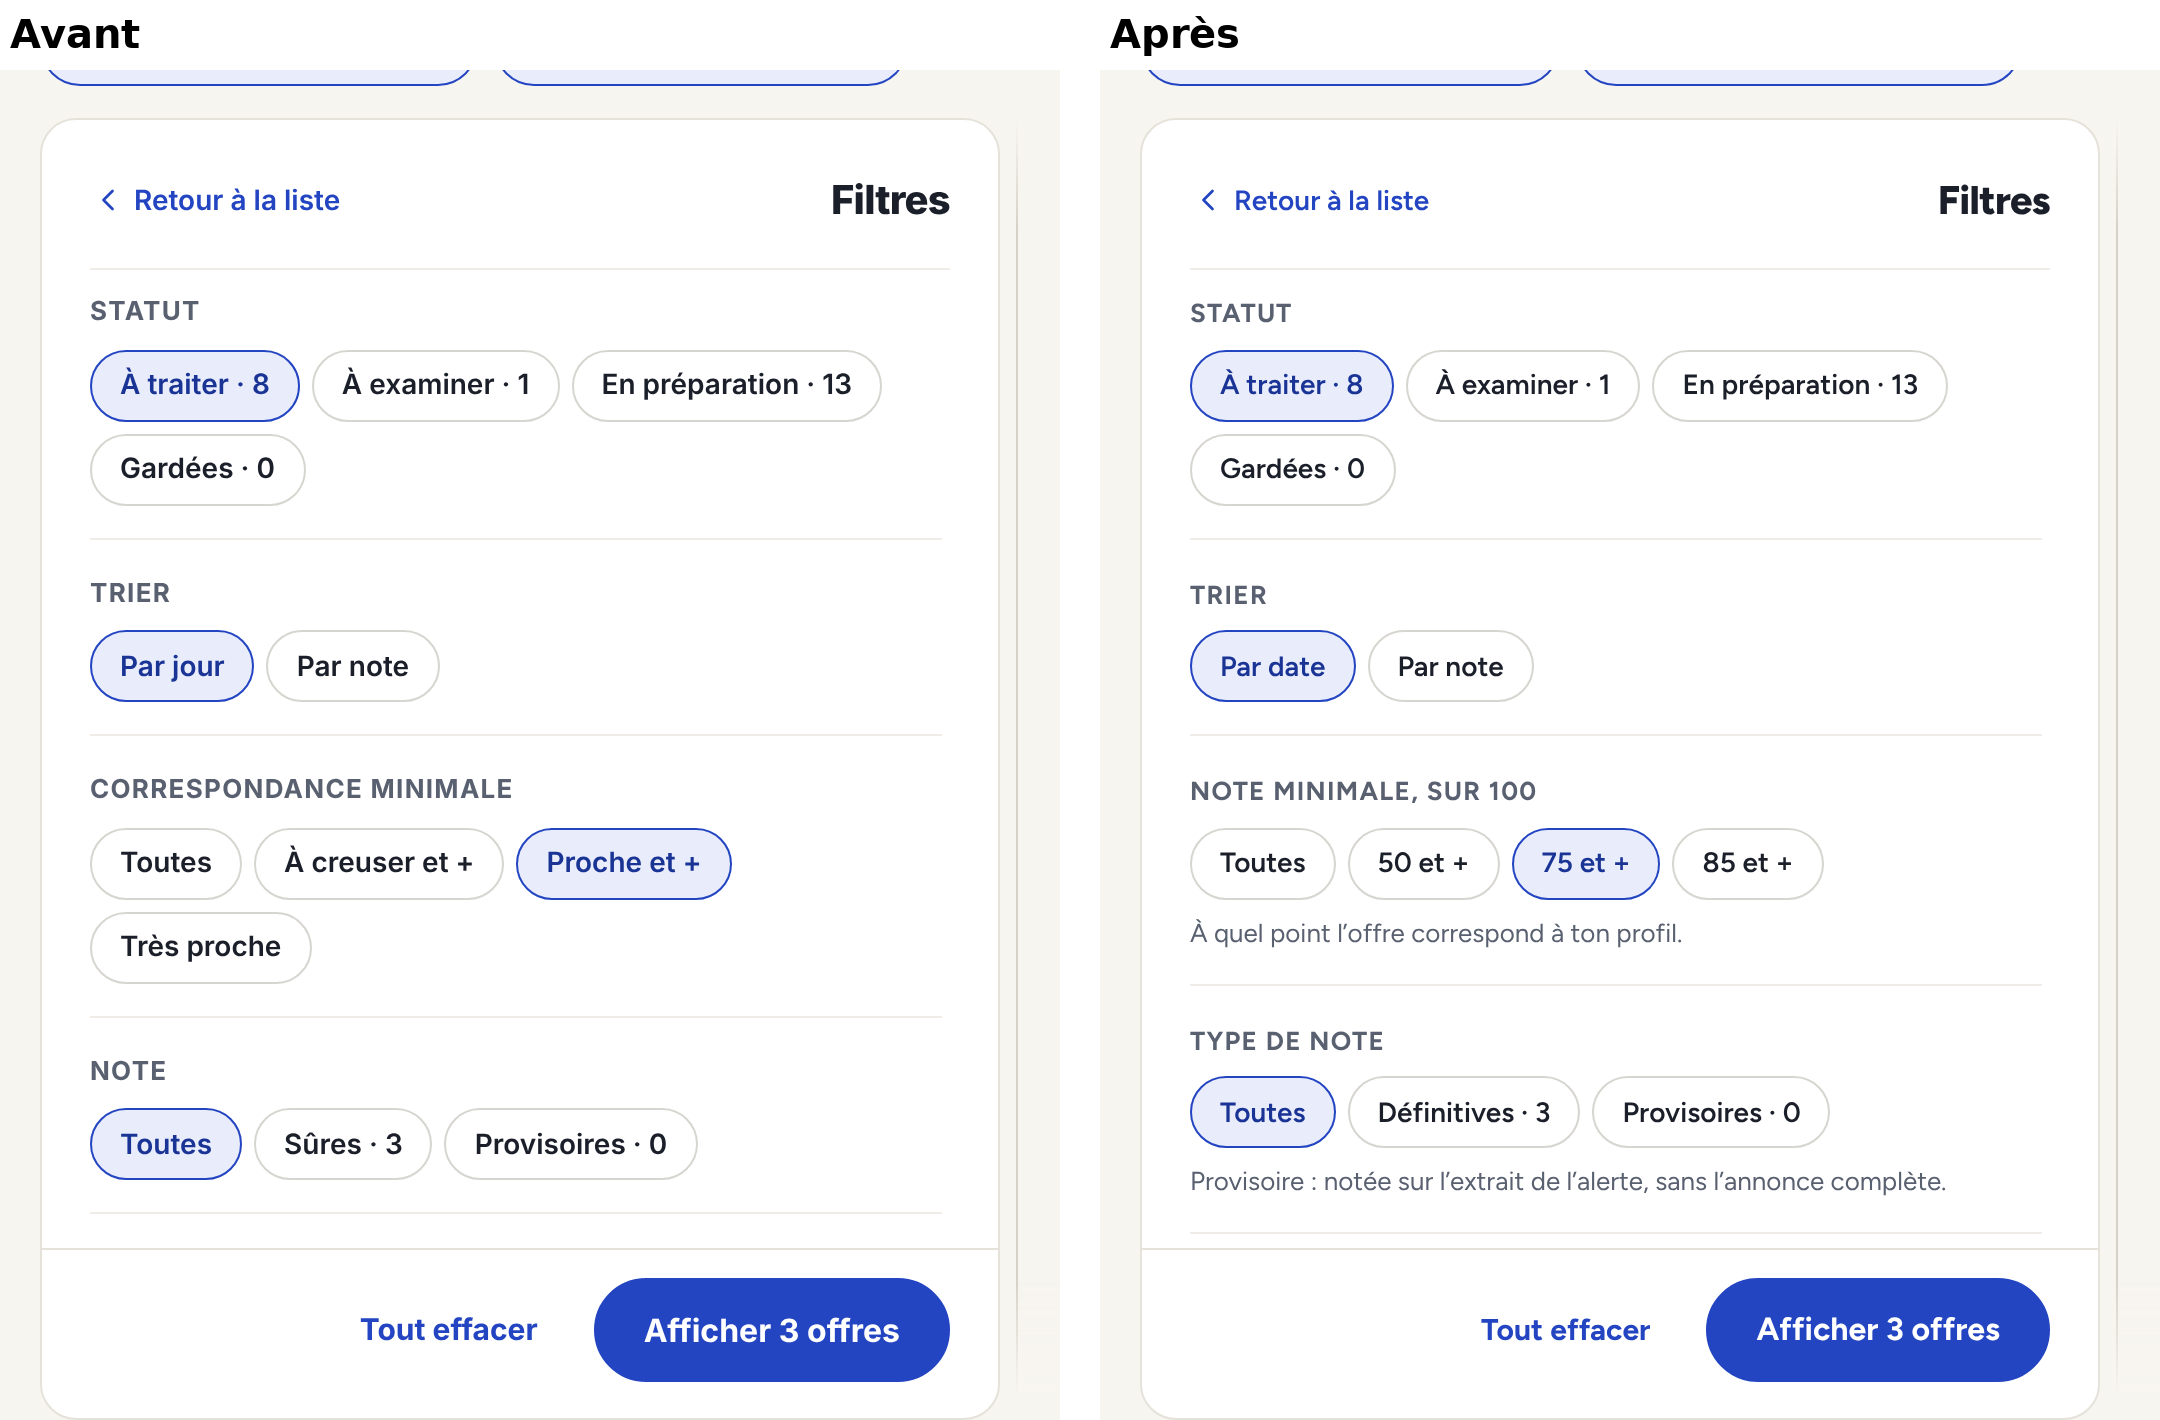 Avant
Retour à la liste
Filtres
STATUT
À traiter · 8
À examiner · 1
En préparation · 13
Gardées · 0
TRIER
Par jour
Par note
CORRESPONDANCE MINIMALE
Toutes
À creuser et +
Proche et +
Très proche
NOTE
Toutes
Sûres · 3
Provisoires · 0
Tout effacer
Afficher 3 offres
Après
Retour à la liste
Filtres
STATUT
À traiter · 8
À examiner · 1
En préparation · 13
Gardées · 0
TRIER
Par date
Par note
NOTE MINIMALE, SUR 100
Toutes
50 et +
75 et +
85 et +
À quel point l’offre correspond à ton profil.
TYPE DE NOTE
Toutes
Définitives · 3
Provisoires · 0
Provisoire : notée sur l’extrait de l’alerte, sans l’annonce complète.
Tout effacer
Afficher 3 offres